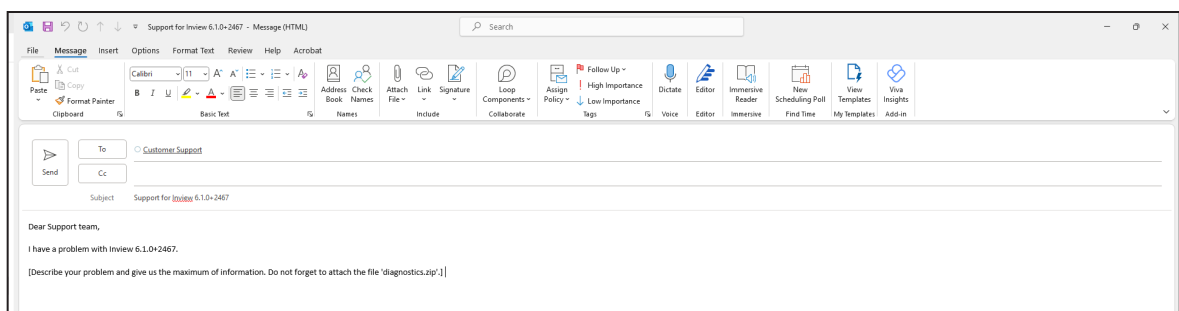 Support for Inview 6.1.0+2467 - Message (HTML)
Search
File Message Insert Options Format Text Review Help Acrobat
Paste
Cut
Copy
Format Painter
Clipboard
Calibri 11
B I U
Basic Text
Address Book
Check Names
Names
Attach File
Link
Signature
Include
Loop Components
Collaborate
Assign Policy
Follow Up
High Importance
Low Importance
Tags
Dictate
Voice
Editor
Editor
Immersive Reader
Immersive
New Scheduling Poll
Find Time
View Templates
My Templates
Viva Insights
Add-in
Send
To
Customer Support
Cc
Subject
Support for Inview 6.1.0+2467
Dear Support team,
I have a problem with Inview 6.1.0+2467.
[Describe your problem and give us the maximum of information. Do not forget to attach the file 'diagnostics.zip'.]